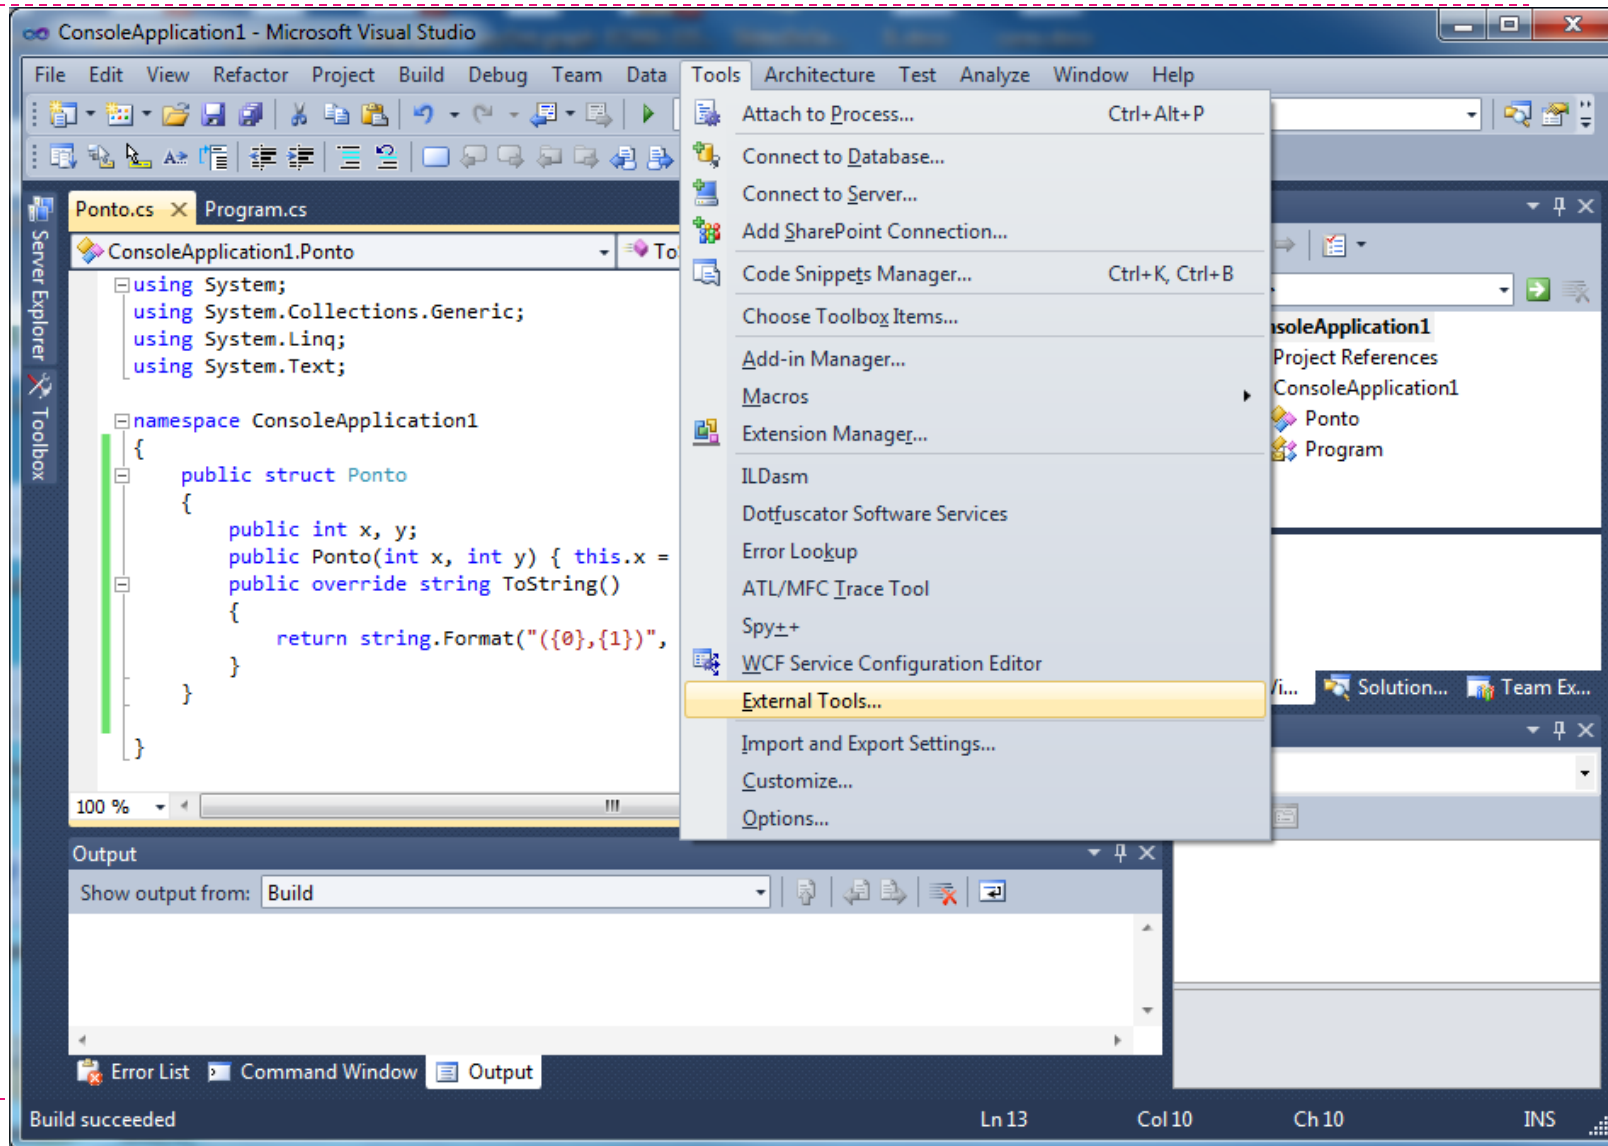 ConsoleApplication1 - Microsoft Visual Studio
File Edit View Refactor Project Build Debug Team Data Tools Architecture Test Analyze Window Help
Attach to Process... Ctrl+Alt+P
Connect to Database...
Connect to Server...
Add SharePoint Connection...
Code Snippets Manager... Ctrl+K, Ctrl+B
Choose Toolbox Items...
Add-in Manager...
Macros
Extension Manager...
ILDasm
Dotfuscator Software Services
Error Lookup
ATL/MFC Trace Tool
Spy++
WCF Service Configuration Editor
External Tools...
Import and Export Settings...
Customize...
Options...
Server Explorer
Toolbox
Ponto.cs Program.cs
ConsoleApplication1.Ponto To
using System;
using System.Collections.Generic;
using System.Linq;
using System.Text;
namespace ConsoleApplication1
{
public struct Ponto
{
public int x, y;
public Ponto(int x, int y) { this.x =
public override string ToString()
{
return string.Format("({0},{1})",
}
}
}
100 %
nsoleApplication1
Project References
ConsoleApplication1
Ponto
Program
Vi... Solution... Team Ex...
Output
Show output from: Build
Error List Command Window Output
Build succeeded Ln 13 Col 10 Ch 10 INS